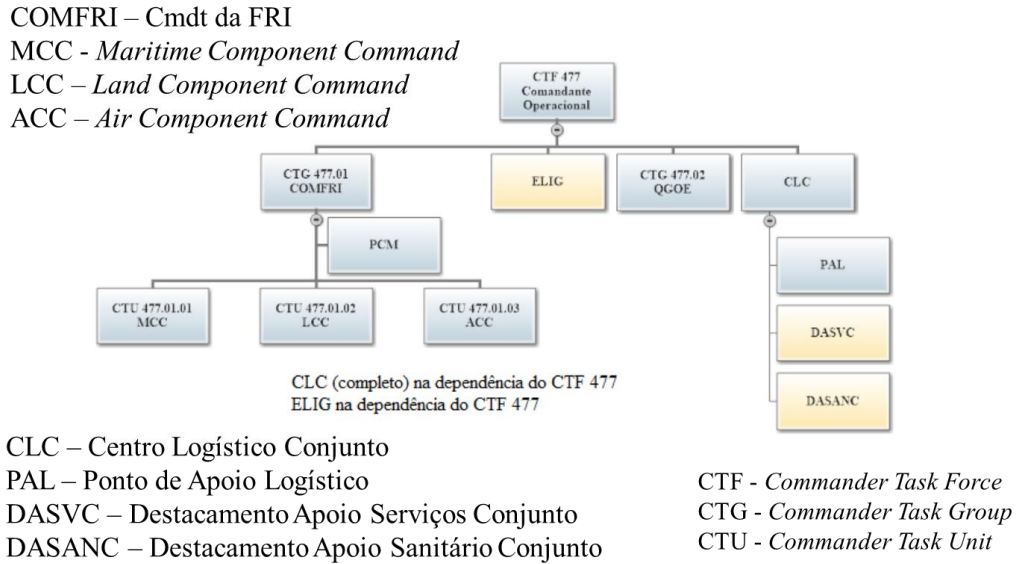 COMFRI – Cmdt da FRI
MCC - Maritime Component Command
LCC – Land Component Command
ACC – Air Component Command
CTF 477
Comandante
Operacional
CTG 477.01
COMFRI
ELIG
CTG 477.02
QGOE
CLC
PCM
PAL
CTU 477.01.01
MCC
CTU 477.01.02
LCC
CTU 477.01.03
ACC
DASVC
DASANC
CLC (completo) na dependência do CTF 477
ELIG na dependência do CTF 477
CLC – Centro Logístico Conjunto
PAL – Ponto de Apoio Logístico
DASVC – Destacamento Apoio Serviços Conjunto
DASANC – Destacamento Apoio Sanitário Conjunto
CTF - Commander Task Force
CTG - Commander Task Group
CTU - Commander Task Unit